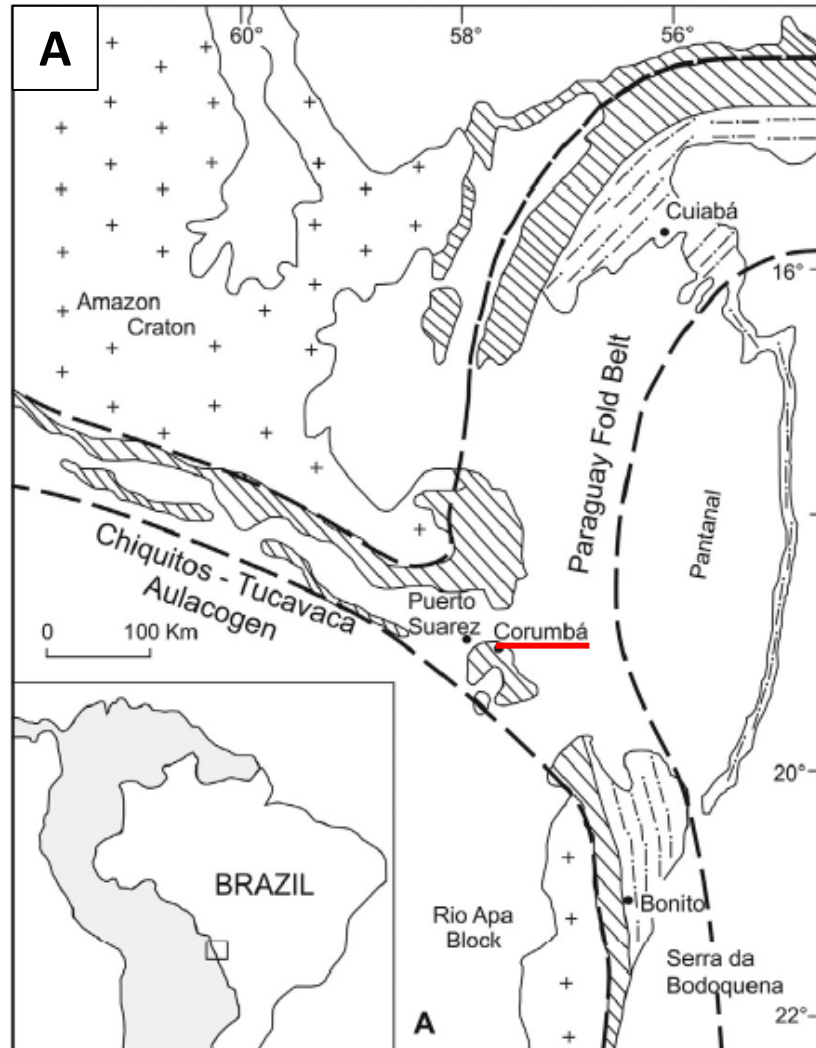 A
60°
58°
56°
Cuiabá
16°
Amazon
Craton
Paraguay Fold Belt
Pantanal
Chiquitos - Tucavaca
Aulacogen
Puerto
Suarez
Corumbá
0 100 Km
20°
BRAZIL
Rio Apa
Block
Bonito
Serra da
Bodoquena
A
22°